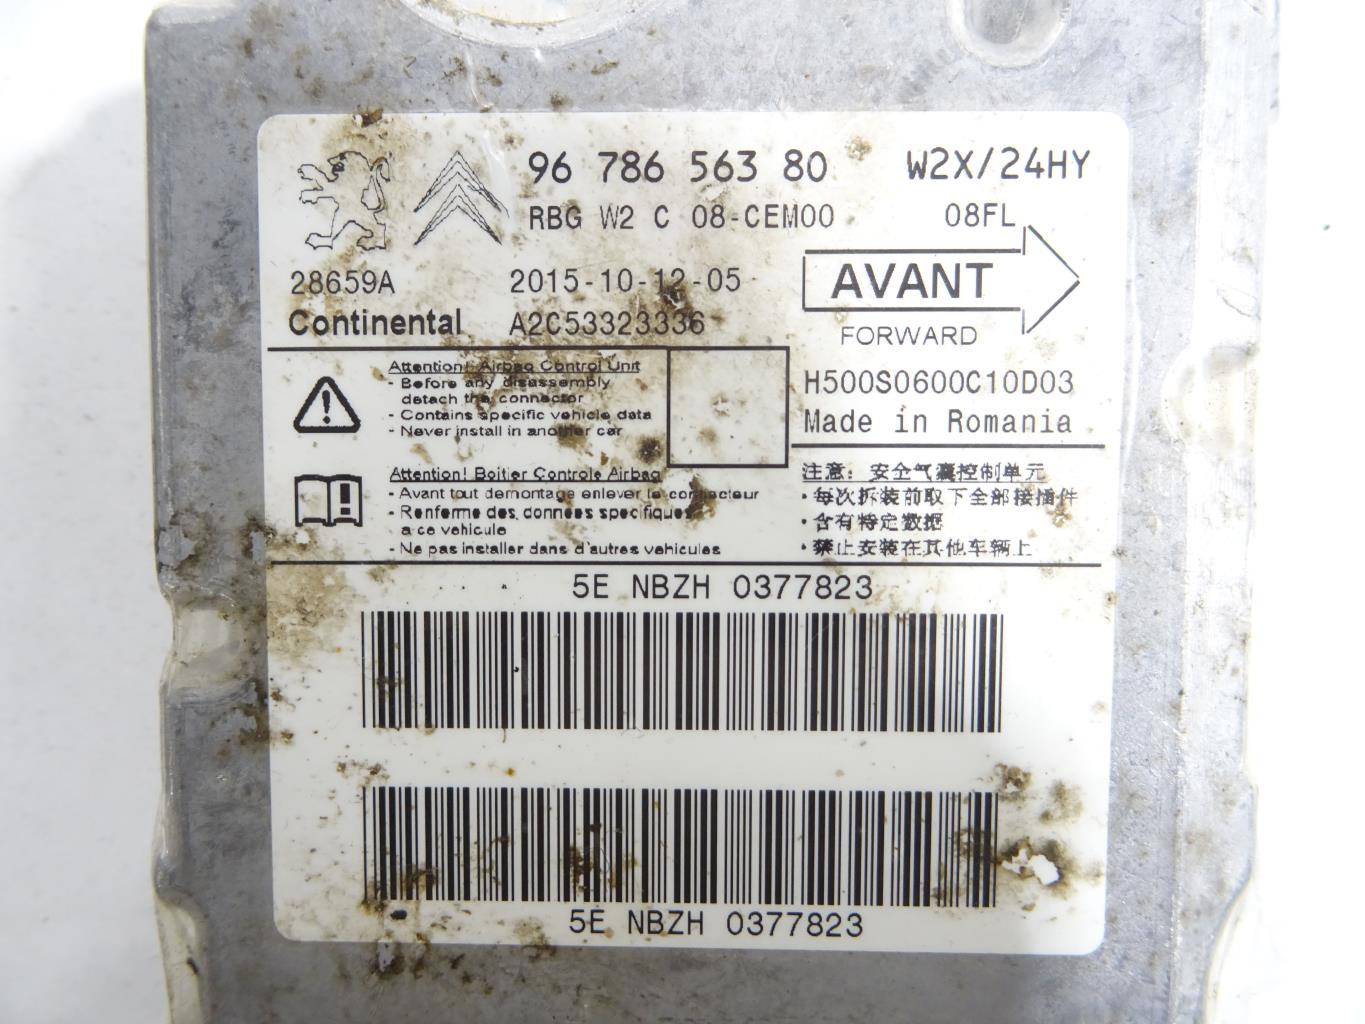 96 786 563 80 W2X/24HY
RBG W2 C 08-CEM00 08FL
28659A 2015-10-12-05 AVANT
Continental A2C53323336 FORWARD
Attention! Airbag Control Unit
- Before any disassembly
detach the connector
- Contains specific vehicle data
- Never install in another car
H500S0600C10D03
Made in Romania
Attention! Boitier Controle Airbag
- Avant tout demontage enlever le connecteur
- Renferme des donnees specifiques
a ce vehicule
- Ne pas installer dans d'autres vehicules
注意: 安全气囊控制单元
·每次拆装前取下全部接插件
·含有特定数据
·禁止安装在其他车辆上
5E NBZH 0377823
5E NBZH 0377823